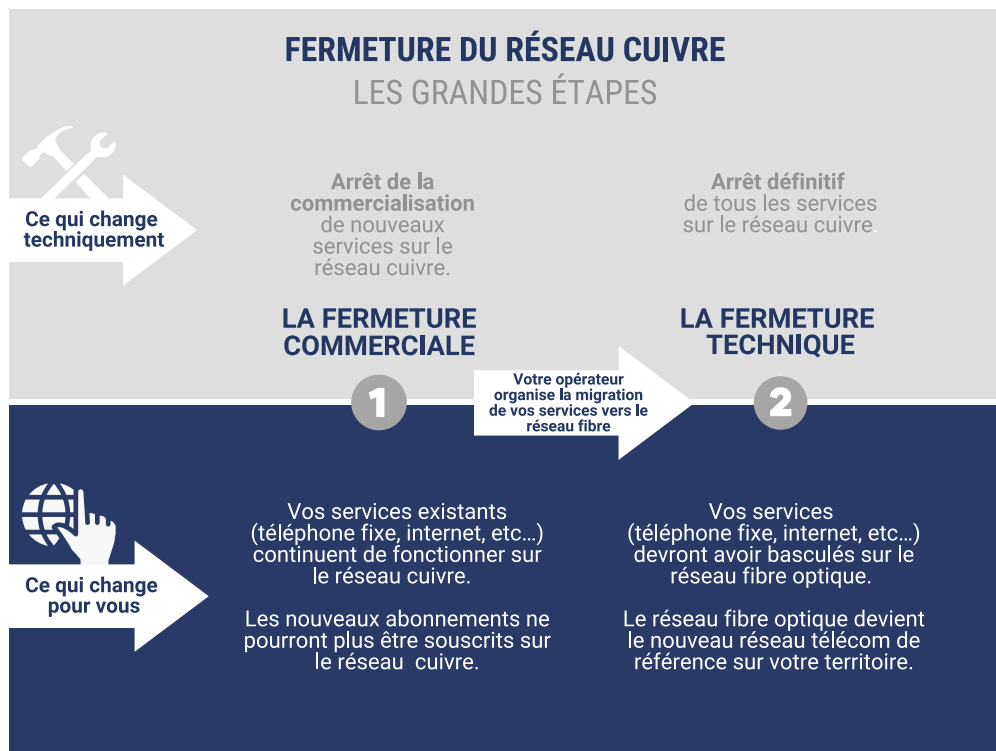 FERMETURE DU RÉSEAU CUIVRE
LES GRANDES ÉTAPES
Ce qui change
techniquement
Arrêt de la
commercialisation
de nouveaux
services sur le
réseau cuivre.
Arrêt définitif
de tous les services
sur le réseau cuivre.
LA FERMETURE
COMMERCIALE
1
Votre opérateur
organise la migration
de vos services vers le
réseau fibre
LA FERMETURE
TECHNIQUE
2
Ce qui change
pour vous
Vos services existants
(téléphone fixe, internet, etc...)
continuent de fonctionner sur
le réseau cuivre.
Les nouveaux abonnements ne
pourront plus être souscrits sur
le réseau cuivre.
Vos services
(téléphone fixe, internet, etc...)
devront avoir basculés sur le
réseau fibre optique.
Le réseau fibre optique devient
le nouveau réseau télécom de
référence sur votre territoire.